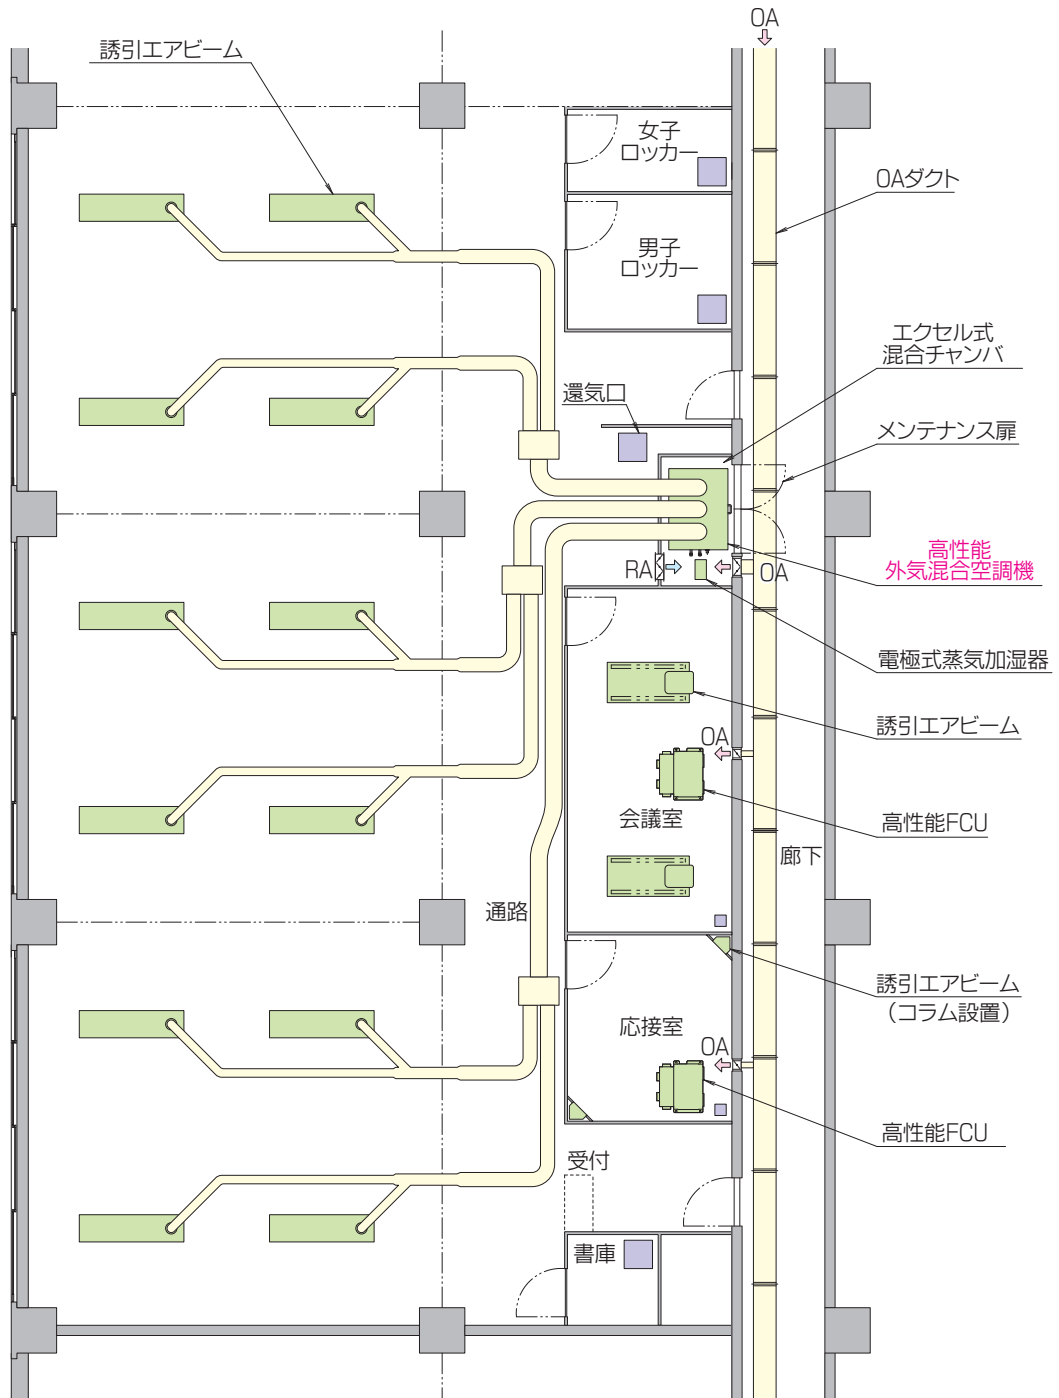 OA
誘引エアビーム
女子
ロッカー
OAダクト
男子
ロッカー
エクセル式
混合チャンバ
還気口
メンテナンス扉
高性能
外気混合空調機
RA
OA
電極式蒸気加湿器
誘引エアビーム
OA
会議室
高性能FCU
廊下
通路
誘引エアビーム
（コラム設置）
応接室
OA
高性能FCU
受付
書庫